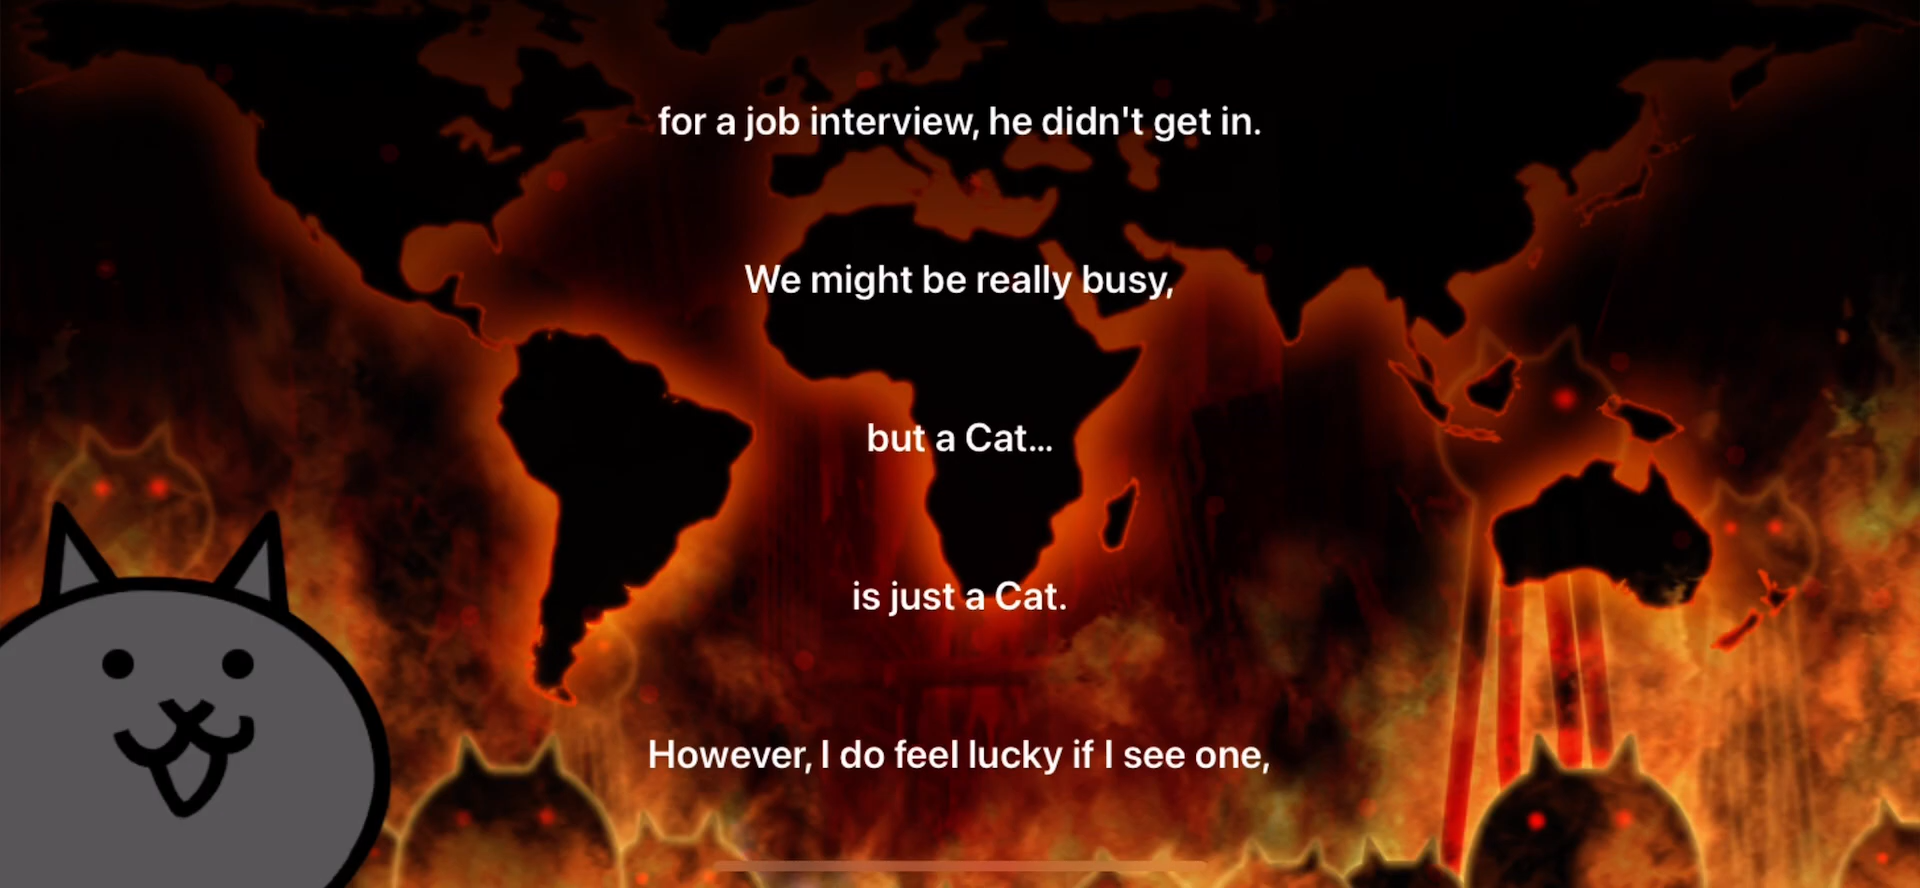 for a job interview, he didn't get in.
We might be really busy,
but a Cat...
is just a Cat.
However, I do feel lucky if I see one,